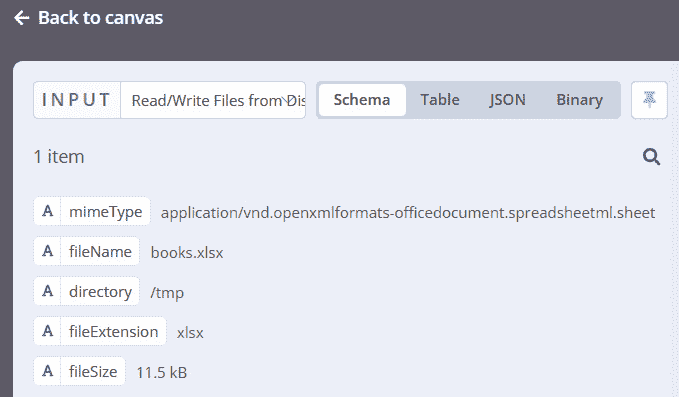 Back to canvas
INPUT Read/Write Files from Dis Schema Table JSON Binary
1 item
A mimeType application/vnd.openxmlformats-officedocument.spreadsheetml.sheet
A fileName books.xlsx
A directory /tmp
A fileExtension xlsx
A fileSize 11.5 kB